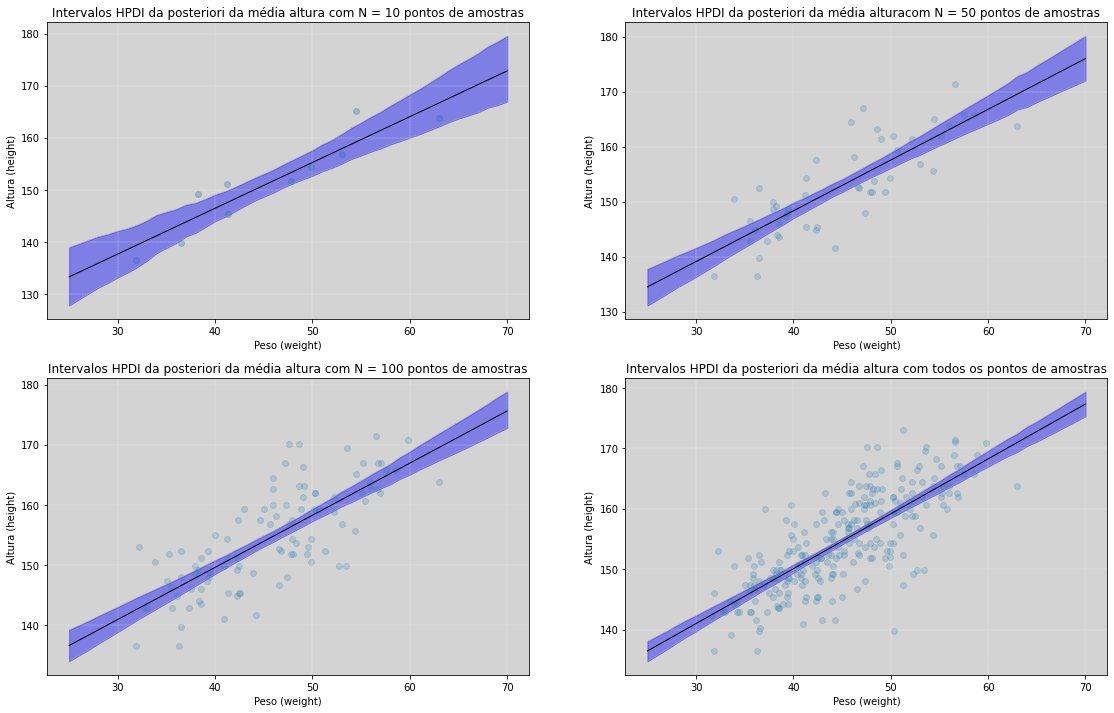 Intervalos HPDI da posteriori da média altura com N = 10 pontos de amostras
180
170
160
150
140
130
Altura (height)
30 40 50 60 70
Peso (weight)
Intervalos HPDI da posteriori da média alturacom N = 50 pontos de amostras
180
170
160
150
140
130
Altura (height)
30 40 50 60 70
Peso (weight)
Intervalos HPDI da posteriori da média altura com N = 100 pontos de amostras
180
170
160
150
140
Altura (height)
30 40 50 60 70
Peso (weight)
Intervalos HPDI da posteriori da média altura com todos os pontos de amostras
180
170
160
150
140
Altura (height)
30 40 50 60 70
Peso (weight)